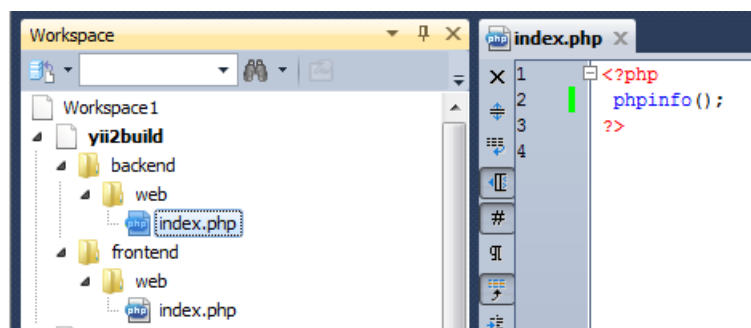 Workspace
Workspace1
yii2build
backend
web
index.php
frontend
web
index.php
index.php
1 <?php
2 phpinfo();
3 ?>
4